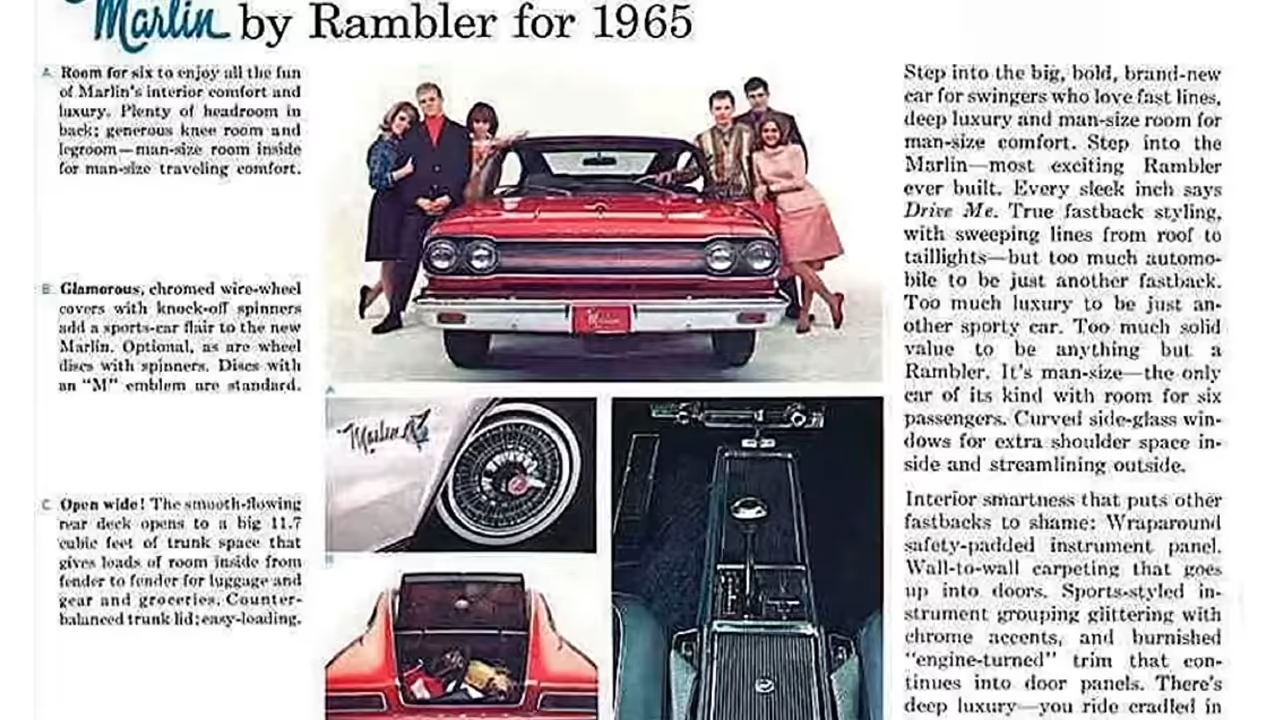 Marlin by Rambler for 1965
A. Room for six to enjoy all the fun
of Marlin's interior comfort and
luxury. Plenty of headroom in
back; generous knee room and
legroom—man-size room inside
for man-size traveling comfort.
B. Glamorous, chromed wire-wheel
covers with knock-off spinners
add a sports-car flair to the new
Marlin. Optional, as are wheel
discs with spinners. Discs with
an "M" emblem are standard.
C. Open wide! The smooth-flowing
rear deck opens to a big 11.7
cubic feet of trunk space that
gives loads of room inside from
fender to fender for luggage and
gear and groceries. Counter-
balanced trunk lid; easy-loading.
Marlin
A
Marlin
B
Step into the big, bold, brand-new
car for swingers who love fast lines,
deep luxury and man-size room for
man-size comfort. Step into the
Marlin—most exciting Rambler
ever built. Every sleek inch says
Drive Me. True fastback styling,
with sweeping lines from roof to
taillights—but too much automo-
bile to be just another fastback.
Too much luxury to be just an-
other sporty car. Too much solid
value to be anything but a
Rambler. It's man-size—the only
car of its kind with room for six
passengers. Curved side-glass win-
dows for extra shoulder space in-
side and streamlining outside.
Interior smartness that puts other
fastbacks to shame: Wraparound
safety-padded instrument panel.
Wall-to-wall carpeting that goes
up into doors. Sports-styled in-
strument grouping glittering with
chrome accents, and burnished
"engine-turned" trim that con-
tinues into door panels. There's
deep luxury—you ride cradled in